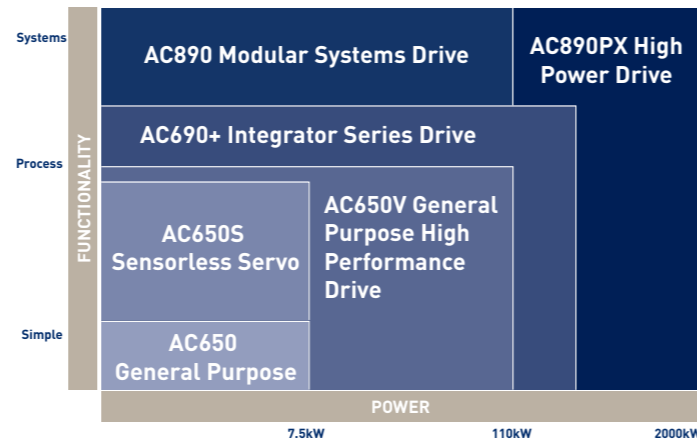 Systems
AC890 Modular Systems Drive
AC890PX High
Power Drive
AC690+ Integrator Series Drive
Process
FUNCTIONALITY
AC650V General
Purpose High
Performance
Drive
AC650S
Sensorless Servo
Simple
AC650
General Purpose
POWER
7.5kW
110kW
2000kW